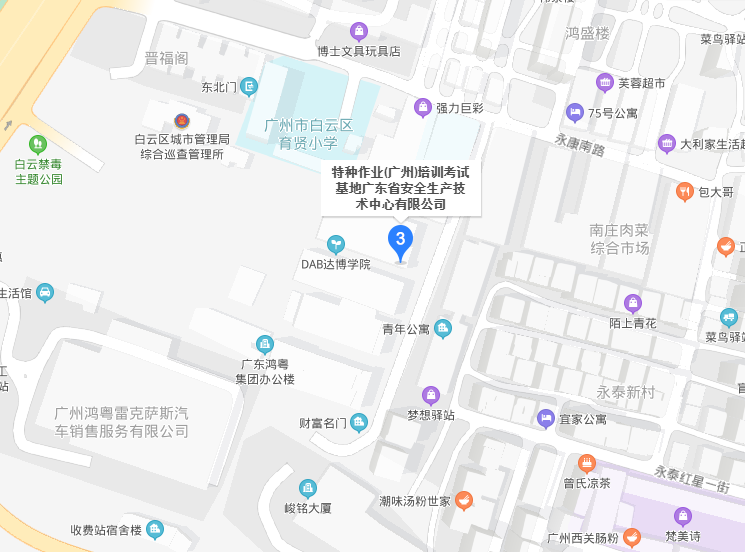 博士文具玩具店
鸿盛楼
菜鸟驿站
晋福阁
东北门
芙蓉超市
强力巨彩
75号公寓
广州市白云区
育贤小学
白云区城市管理局
综合巡查管理所
永康南路
大利家生活超
白云禁毒
主题公园
特种作业(广州)培训考试
基地广东省安全生产技
术中心有限公司
包大哥
南庄肉菜
综合市场
3
DAB达博学院
生活馆
陌上青花
青年公寓
菜鸟驿站
广东鸿粤
集团办公楼
工
站
永泰新村
广州鸿粤雷克萨斯汽
车销售服务有限公司
财富名门
梦想驿站
宜家公寓
曾氏凉茶
永泰红星一街
峻铭大厦
潮味汤粉世家
收费站宿舍楼
广州西关肠粉
梵美诗